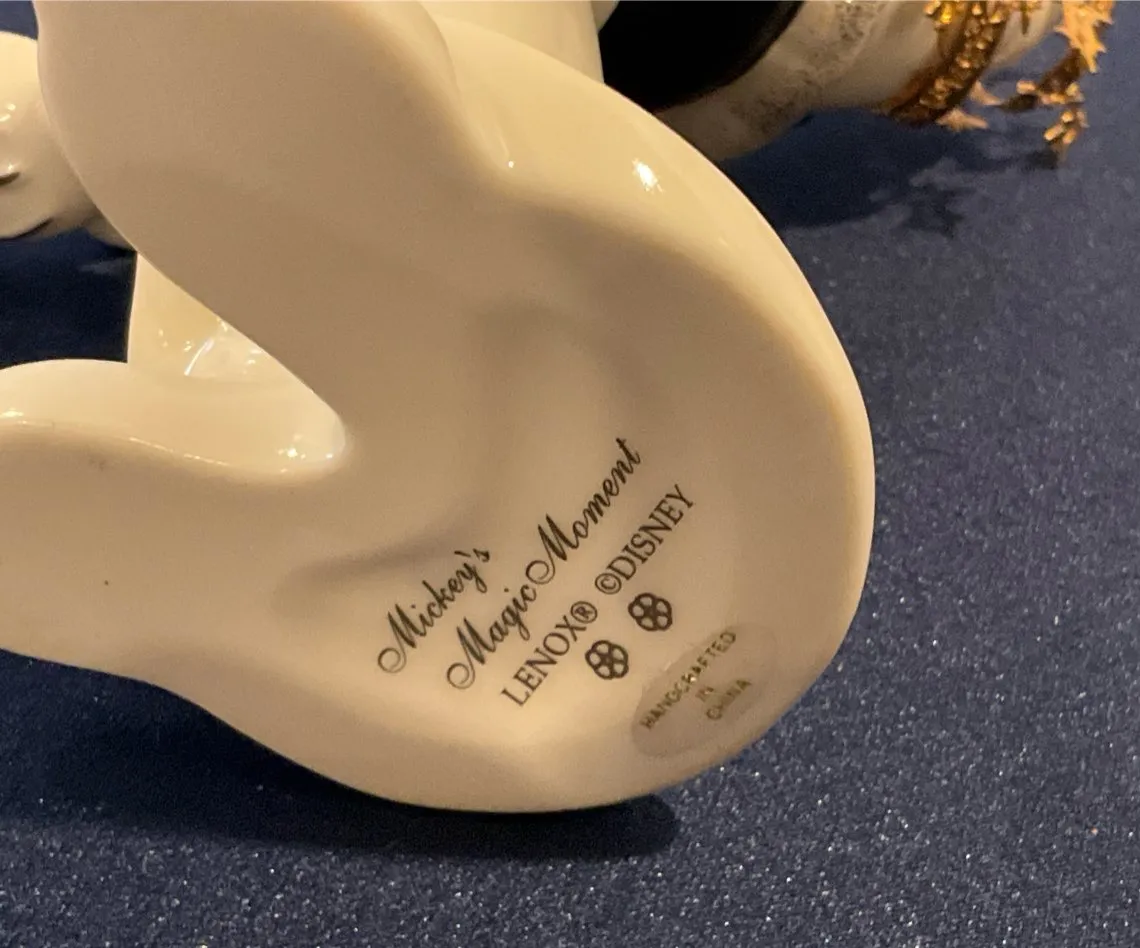 Mickey's
Magic Moment
LENOX® ©DISNEY
HANDCRAFTED
IN
CHINA